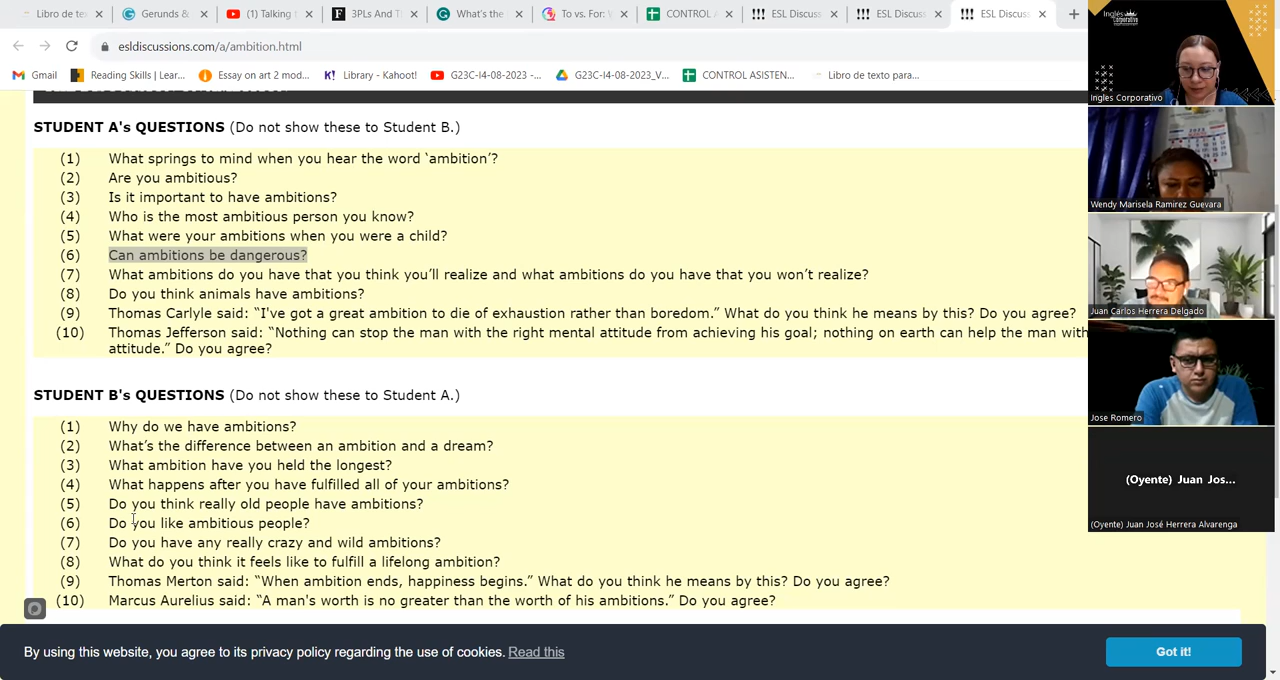 Libro de te
Gerunds &
(1) Talking
3PLs And T
What's the
To vs. For: W
CONTROL A
ESL Discuss
ESL Discuss
ESL Discuss
esldiscussions.com/a/ambition.html
Gmail
Reading Skills | Lear...
Essay on art 2 mod...
Library - Kahoot!
G23C-I4-08-2023 -...
G23C-I4-08-2023_V...
CONTROL ASISTEN...
Libro de texto para...
STUDENT A's QUESTIONS (Do not show these to Student B.)
(1) What springs to mind when you hear the word ‘ambition’?
(2) Are you ambitious?
(3) Is it important to have ambitions?
(4) Who is the most ambitious person you know?
(5) What were your ambitions when you were a child?
(6) Can ambitions be dangerous?
(7) What ambitions do you have that you think you’ll realize and what ambitions do you have that you won’t realize?
(8) Do you think animals have ambitions?
(9) Thomas Carlyle said: “I've got a great ambition to die of exhaustion rather than boredom.” What do you think he means by this? Do you agree?
(10) Thomas Jefferson said: “Nothing can stop the man with the right mental attitude from achieving his goal; nothing on earth can help the man with
attitude.” Do you agree?
STUDENT B's QUESTIONS (Do not show these to Student A.)
(1) Why do we have ambitions?
(2) What’s the difference between an ambition and a dream?
(3) What ambition have you held the longest?
(4) What happens after you have fulfilled all of your ambitions?
(5) Do you think really old people have ambitions?
(6) Do you like ambitious people?
(7) Do you have any really crazy and wild ambitions?
(8) What do you think it feels like to fulfill a lifelong ambition?
(9) Thomas Merton said: “When ambition ends, happiness begins.” What do you think he means by this? Do you agree?
(10) Marcus Aurelius said: “A man's worth is no greater than the worth of his ambitions.” Do you agree?
By using this website, you agree to its privacy policy regarding the use of cookies. Read this
Got it!
Inglés
Corporativo
Ingles Corporativo
Wendy Marisela Ramirez Guevara
Juan Carlos Herrera Delgado
Jose Romero
(Oyente) Juan Jos...
(Oyente) Juan José Herrera Alvarenga